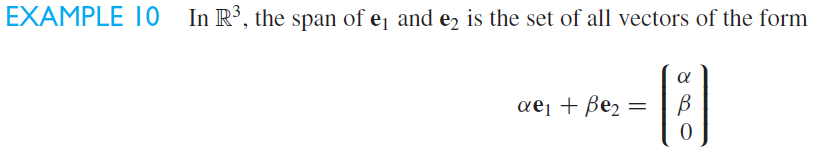 EXAMPLE 10 In ℝ³, the span of e₁ and e₂ is the set of all vectors of the form
αe₁ + βe₂ = 
α
β
0